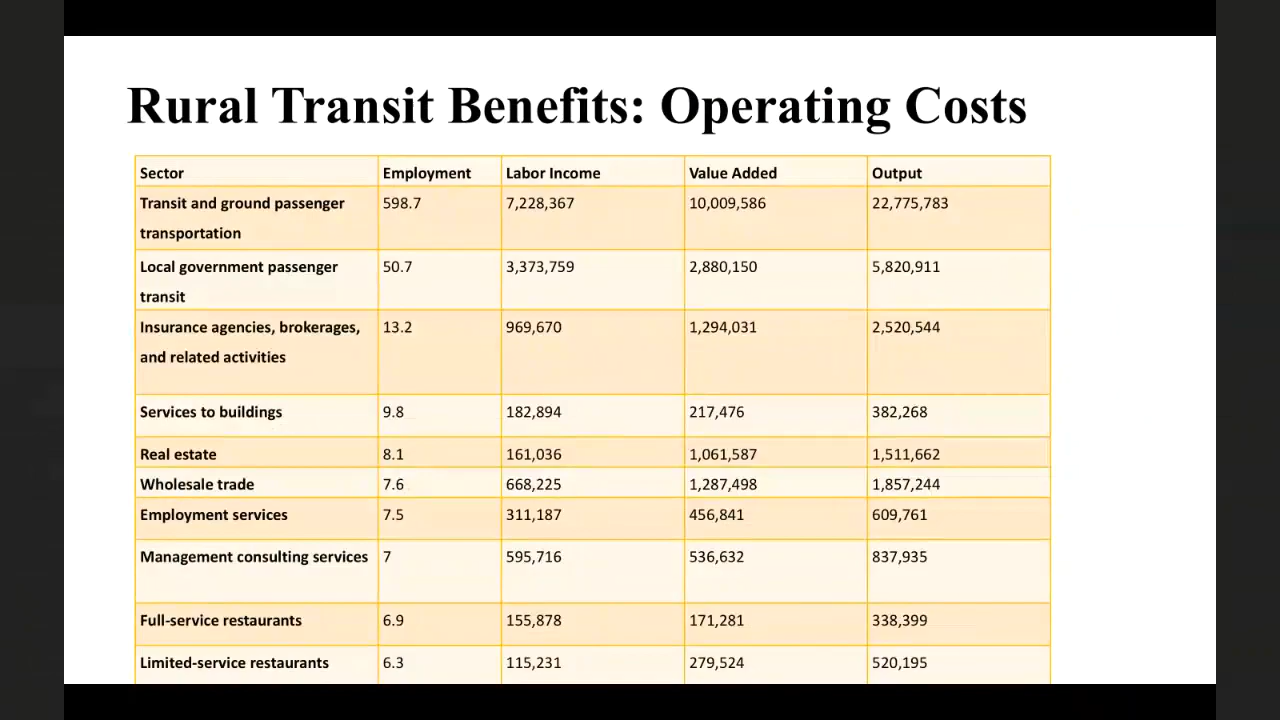 Rural Transit Benefits: Operating Costs
Sector Employment Labor Income Value Added Output
Transit and ground passenger 598.7 7,228,367 10,009,586 22,775,783
transportation
Local government passenger 50.7 3,373,759 2,880,150 5,820,911
transit
Insurance agencies, brokerages, 13.2 969,670 1,294,031 2,520,544
and related activities
Services to buildings 9.8 182,894 217,476 382,268
Real estate 8.1 161,036 1,061,587 1,511,662
Wholesale trade 7.6 668,225 1,287,498 1,857,244
Employment services 7.5 311,187 456,841 609,761
Management consulting services 7 595,716 536,632 837,935
Full-service restaurants 6.9 155,878 171,281 338,399
Limited-service restaurants 6.3 115,231 279,524 520,195